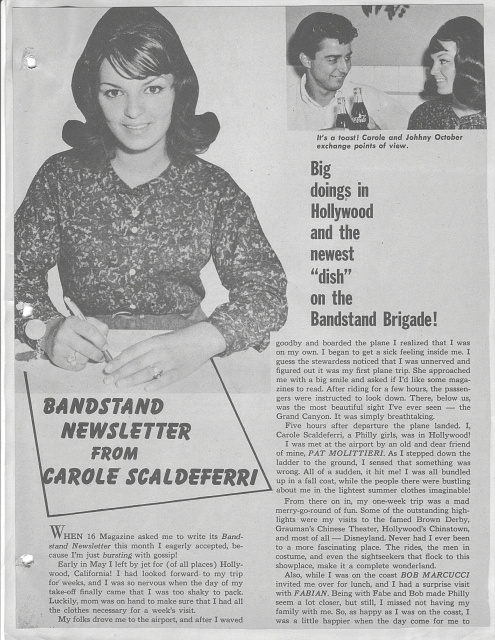 It's a toast! Carole and Johhny October
exchange points of view.
Big
doings in
Hollywood
and the
newest
“dish”
on the
Bandstand Brigade!
BANDSTAND
NEWSLETTER
FROM
CAROLE SCALDEFERRI
WHEN 16 Magazine asked me to write its Band-
stand Newsletter this month I eagerly accepted, be-
cause I'm just bursting with gossip!
Early in May I left by jet for (of all places) Holly-
wood, California! I had looked forward to my trip
for weeks, and I was so nervous when the day of my
take-off finally came that I was too shaky to pack.
Luckily, mom was on hand to make sure that I had all
the clothes necessary for a week's visit.
My folks drove me to the airport, and after I waved
goodby and boarded the plane I realized that I was
on my own. I began to get a sick feeling inside me. I
guess the stewardess noticed that I was unnerved and
figured out it was my first plane trip. She approached
me with a big smile and asked if I'd like some maga-
zines to read. After riding for a few hours, the passen-
gers were instructed to look down. There, below us,
was the most beautiful sight I've ever seen — the
Grand Canyon. It was simply breathtaking.
Five hours after departure the plane landed. I,
Carole Scaldeferri, a Philly girls, was in Hollywood!
I was met at the airport by an old and dear friend
of mine, PAT MOLITTIERI. As I stepped down the
ladder to the ground, I sensed that something was
wrong. All of a sudden, it hit me! I was all bundled
up in a fall cost, while the people there were bustling
about me in the lightest summer clothes imaginable!
From there on in, my one-week trip was a mad
merry-go-round of fun. Some of the outstanding high-
lights were my visits to the famed Brown Derby,
Grauman's Chinese Theater, Hollywood's Chinatown,
and most of all — Disneyland. Never had I ever been
to a more fascinating place. The rides, the men in
costume, and even the sightseekers that flock to this
showplace, make it a complete wonderland.
Also, while I was on the coast BOB MARCUCCI
invited me over for lunch, and I had a surprise visit
with FABIAN. Being with Fabe and Bob made Philly
seem a lot closer, but still, I missed not having my
family with me. So, as happy as I was on the coast, I
was a little happier when the day come for me to